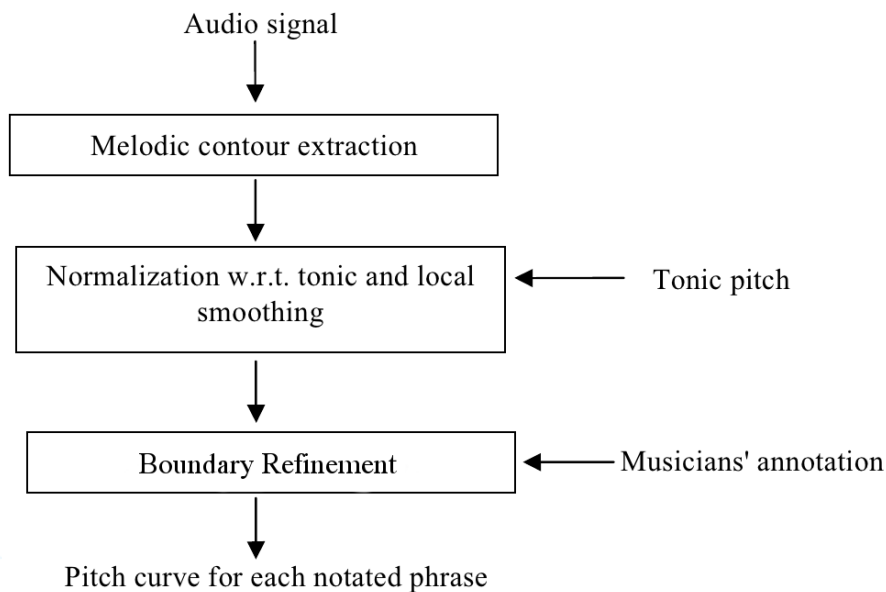 Audio signal
Melodic contour extraction
Normalization w.r.t. tonic and local
smoothing
Tonic pitch
Boundary Refinement
Musicians' annotation
Pitch curve for each notated phrase